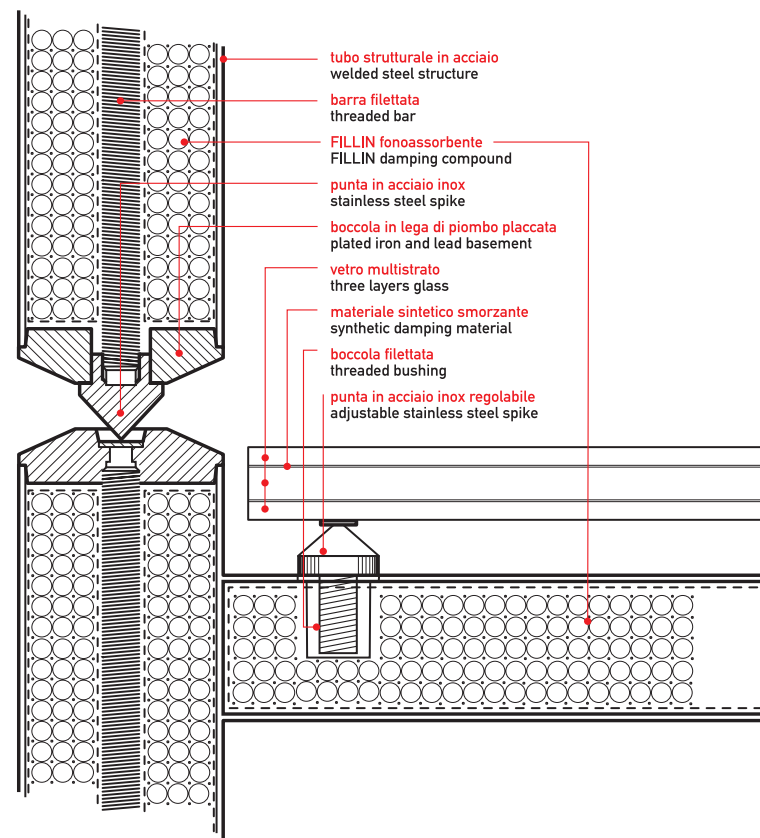 tubo strutturale in acciaio
welded steel structure
barra filettata
threaded bar
FILLIN fonoassorbente
FILLIN damping compound
punta in acciaio inox
stainless steel spike
boccola in lega di piombo placcata
plated iron and lead basement
vetro multistrato
three layers glass
materiale sintetico smorzante
synthetic damping material
boccola filettata
threaded bushing
punta in acciaio inox regolabile
adjustable stainless steel spike